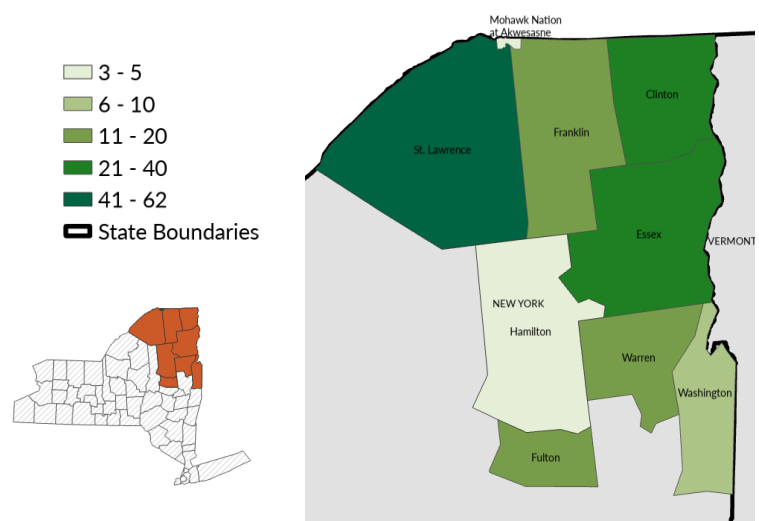 Mohawk Nation
at Akwesasne
3 - 5
6 - 10
11 - 20
21 - 40
41 - 62
State Boundaries
Clinton
Franklin
St. Lawrence
Essex
VERMONT
NEW YORK
Hamilton
Warren
Washington
Fulton